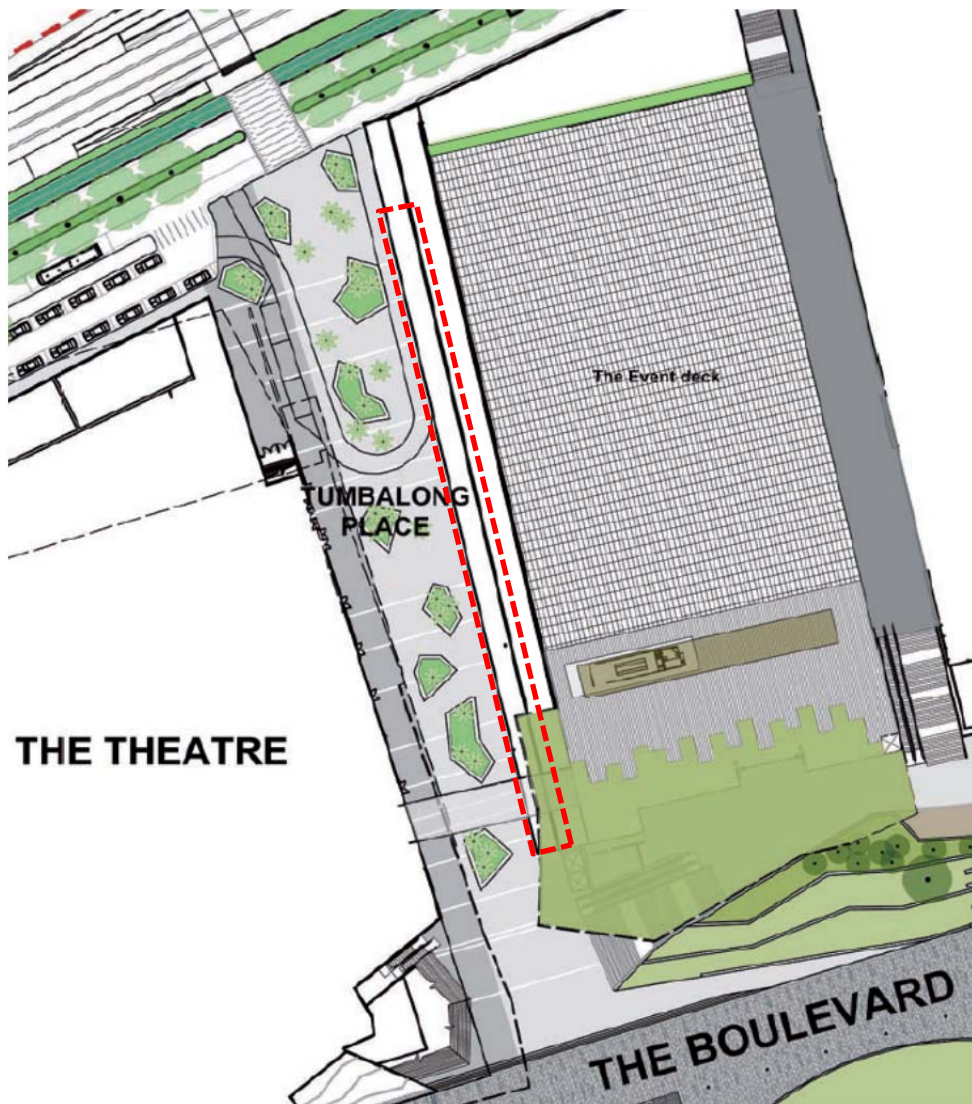 The Event deck
TUMBALONG
PLACE
THE THEATRE
THE BOULEVARD